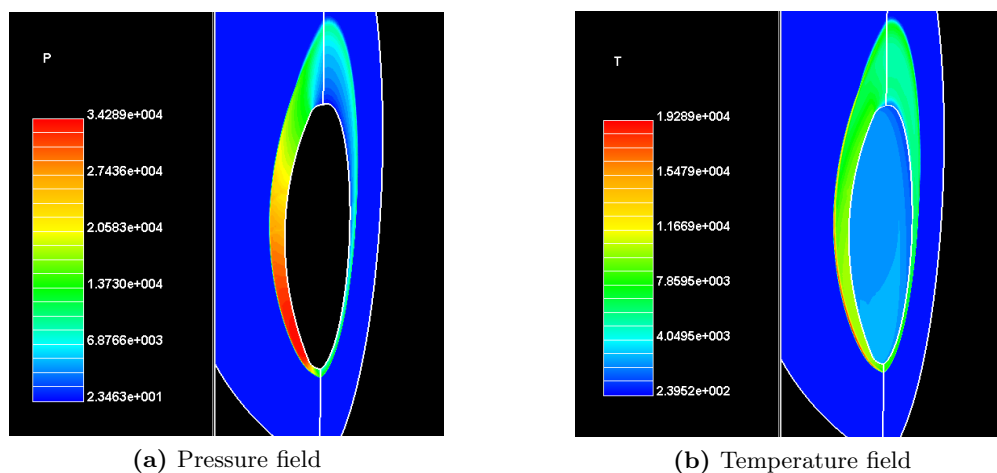 P
3.4289e+004
2.7436e+004
2.0583e+004
1.3730e+004
6.8766e+003
2.3463e+001
(a) Pressure field
T
1.9289e+004
1.5479e+004
1.1669e+004
7.8595e+003
4.0495e+003
2.3952e+002
(b) Temperature field